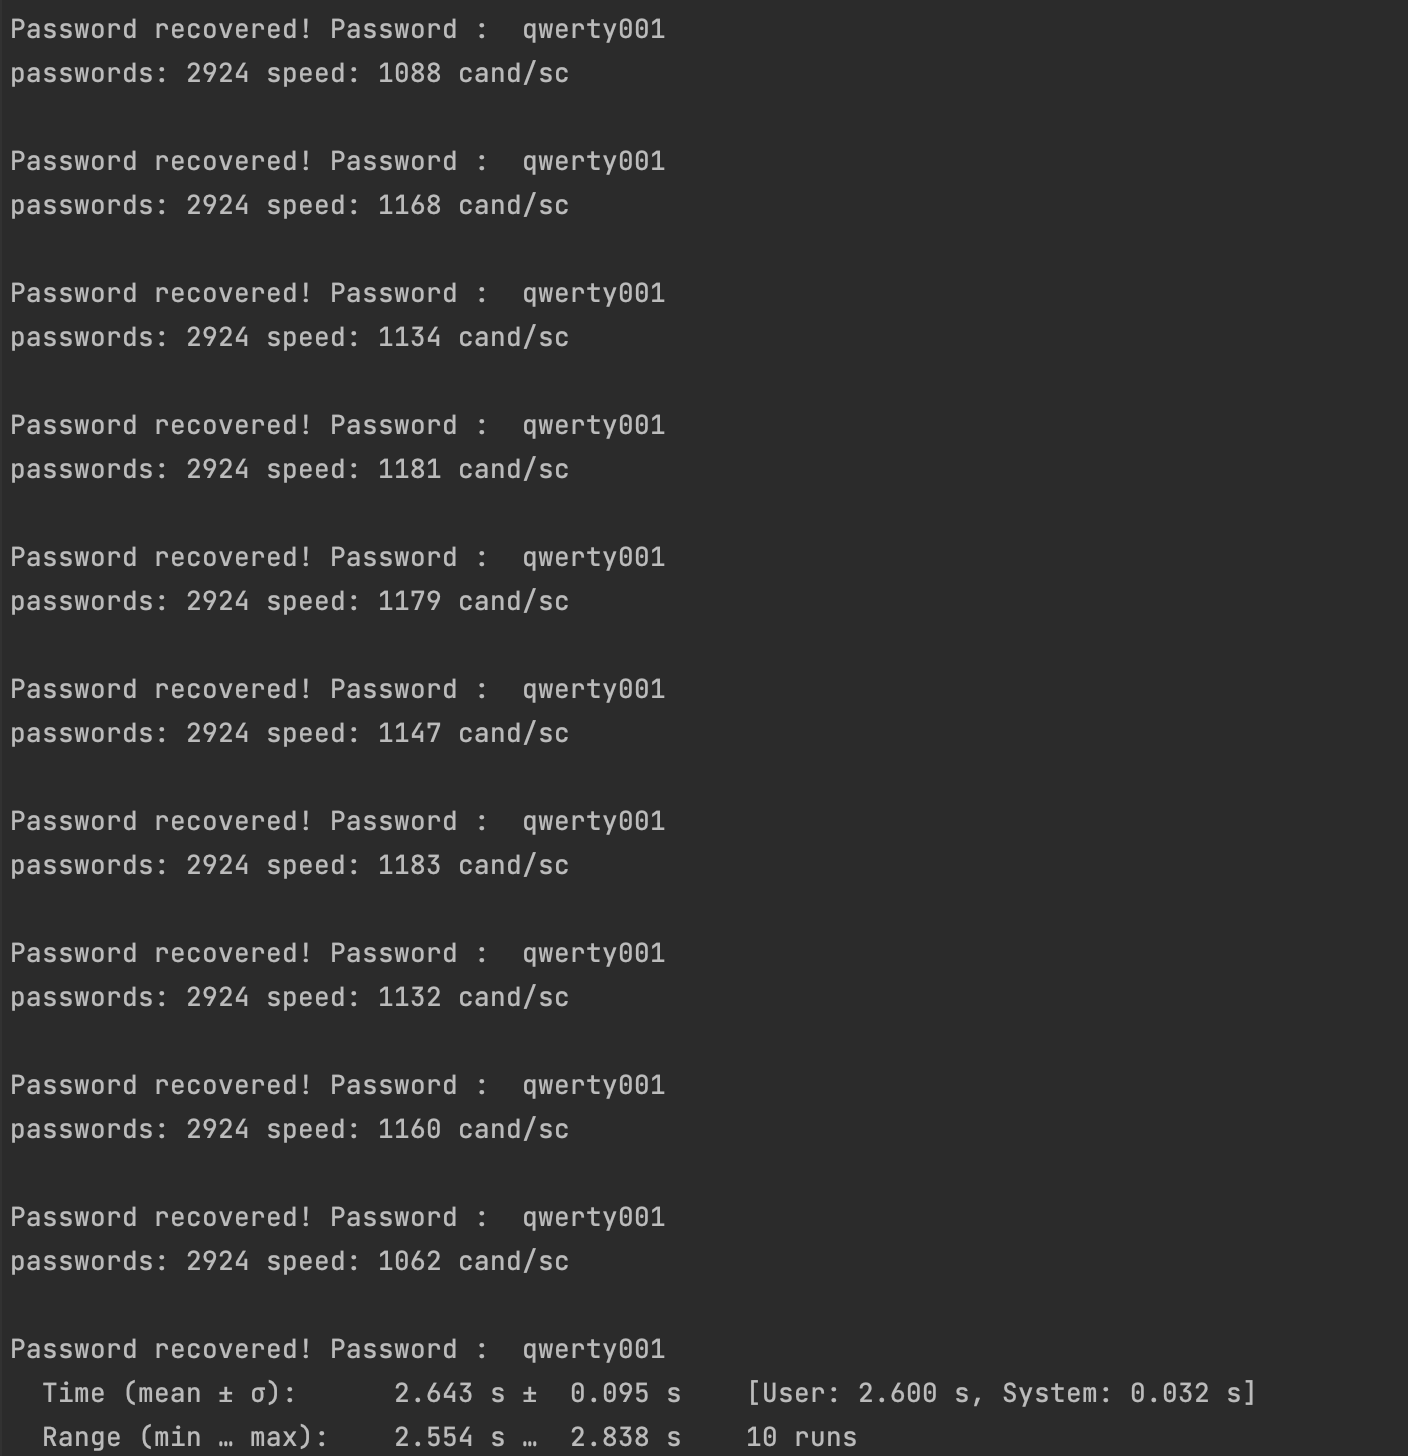 Password recovered! Password :  qwerty001
passwords: 2924 speed: 1088 cand/sc
Password recovered! Password :  qwerty001
passwords: 2924 speed: 1168 cand/sc
Password recovered! Password :  qwerty001
passwords: 2924 speed: 1134 cand/sc
Password recovered! Password :  qwerty001
passwords: 2924 speed: 1181 cand/sc
Password recovered! Password :  qwerty001
passwords: 2924 speed: 1179 cand/sc
Password recovered! Password :  qwerty001
passwords: 2924 speed: 1147 cand/sc
Password recovered! Password :  qwerty001
passwords: 2924 speed: 1183 cand/sc
Password recovered! Password :  qwerty001
passwords: 2924 speed: 1132 cand/sc
Password recovered! Password :  qwerty001
passwords: 2924 speed: 1160 cand/sc
Password recovered! Password :  qwerty001
passwords: 2924 speed: 1062 cand/sc
Password recovered! Password :  qwerty001
  Time (mean ± σ):      2.643 s ±  0.095 s    [User: 2.600 s, System: 0.032 s]
  Range (min … max):    2.554 s …  2.838 s    10 runs